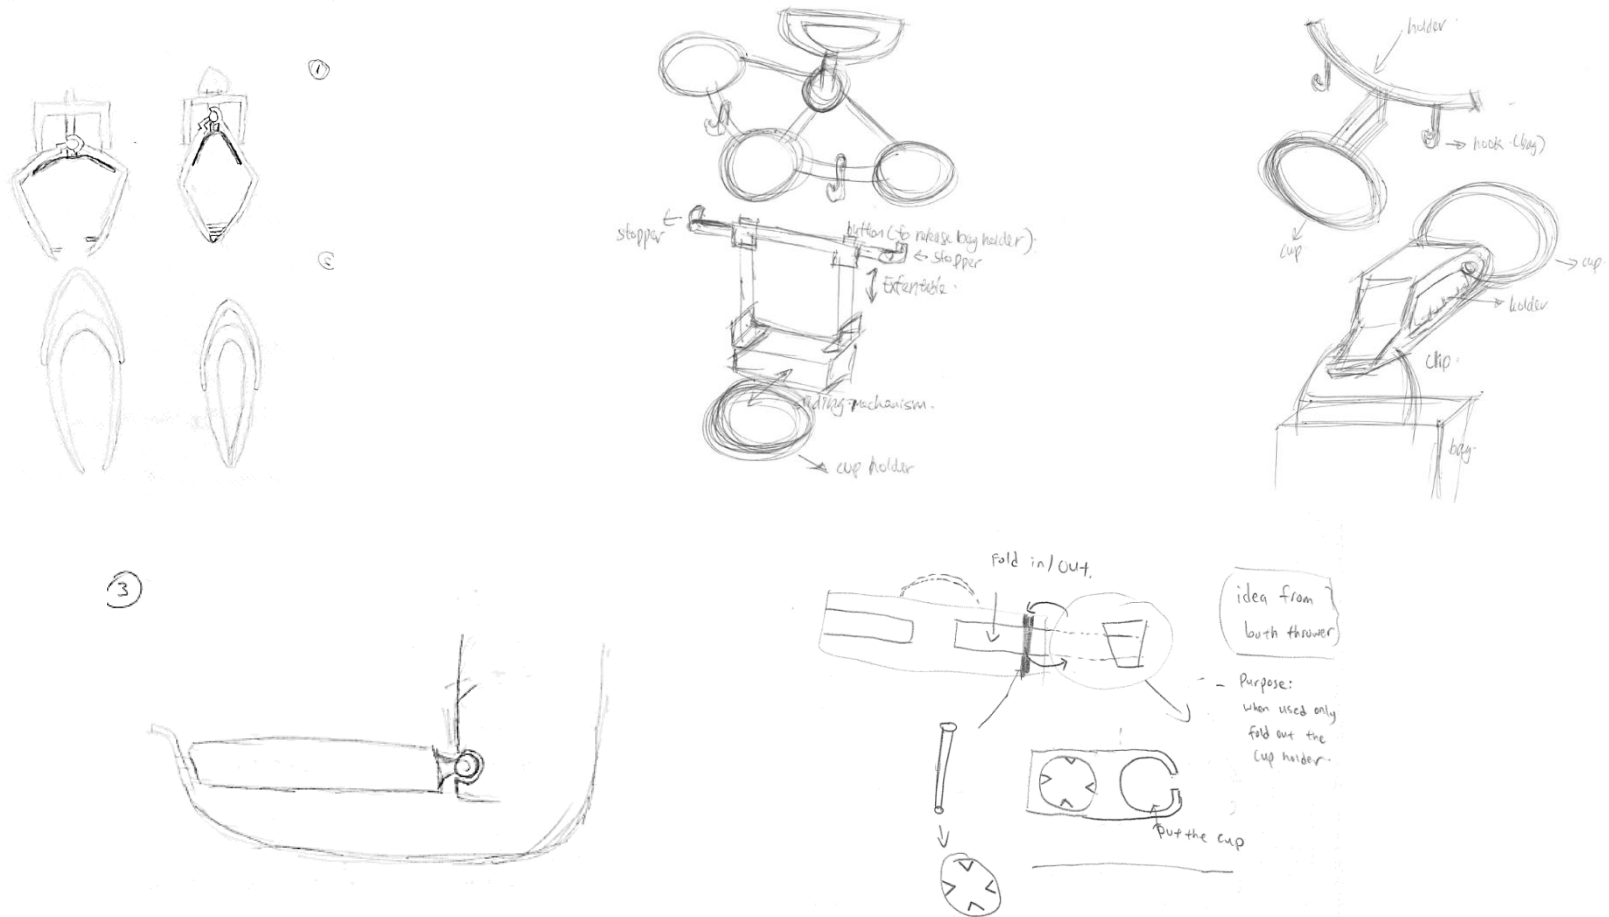 1
2
3
stopper
button (to release bag holder).
stopper
Extentable.
sliding mechanism.
cup holder
holder
hook (bag)
cup
cup
holder
clip.
bag
Fold in/out.
idea from
both thrower
- Purpose:
when used only
fold out the
cup holder.
put the cup